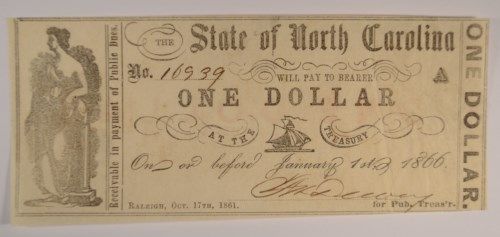 Receivable in payment of Public Dues.
THE State of North Carolina
No. 10939
WILL PAY TO BEARER
A
ONE DOLLAR
AT THE TREASURY
On or before January 1st 1866.
RALEIGH, OCT. 17TH, 1861.
for Pub. Treas'r.
ONE DOLLAR.